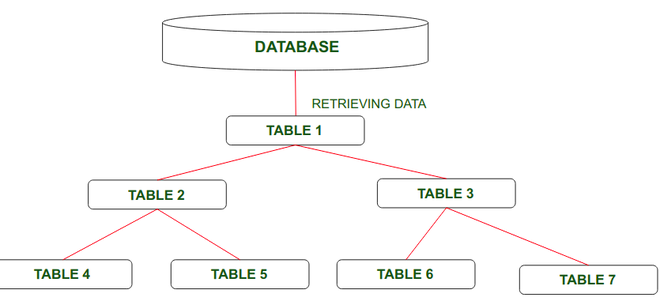 DATABASE
RETRIEVING DATA
TABLE 1
TABLE 2
TABLE 3
TABLE 4
TABLE 5
TABLE 6
TABLE 7